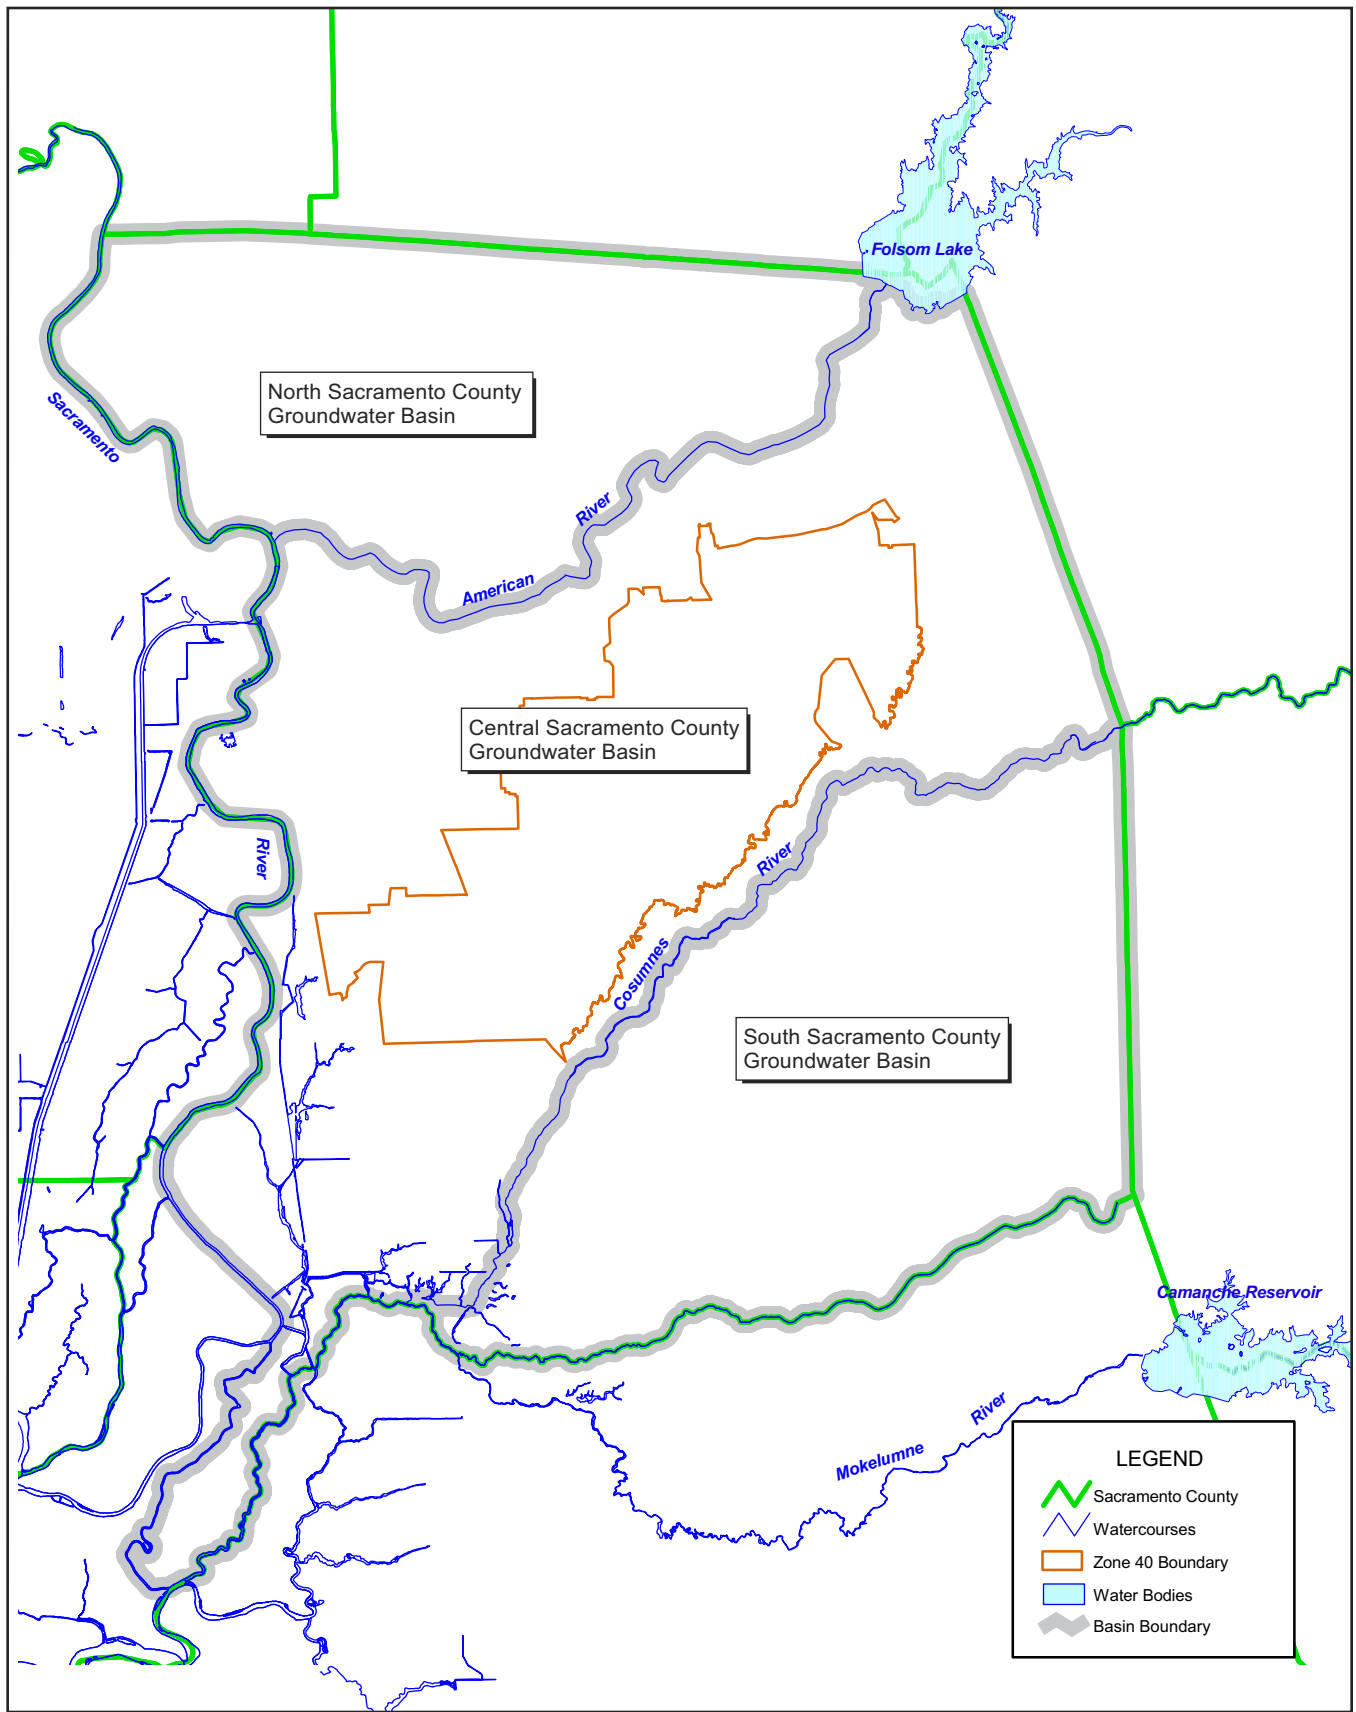 Folsom Lake
North Sacramento County
Groundwater Basin
Sacramento
River
American
Central Sacramento County
Groundwater Basin
River
River
Cosumnes
South Sacramento County
Groundwater Basin
Camanche Reservoir
River
Mokelumne
LEGEND
Sacramento County
Watercourses
Zone 40 Boundary
Water Bodies
Basin Boundary